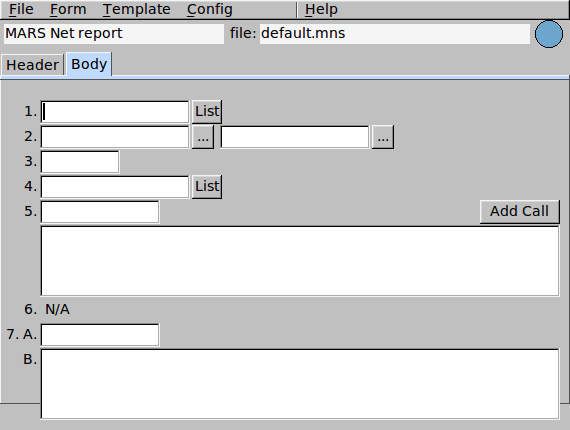 File Form Template Config Help
MARS Net report file: default.mns
Header Body
1. List
2. ... ...
3.
4. List
5. Add Call
6. N/A
7. A.
B.